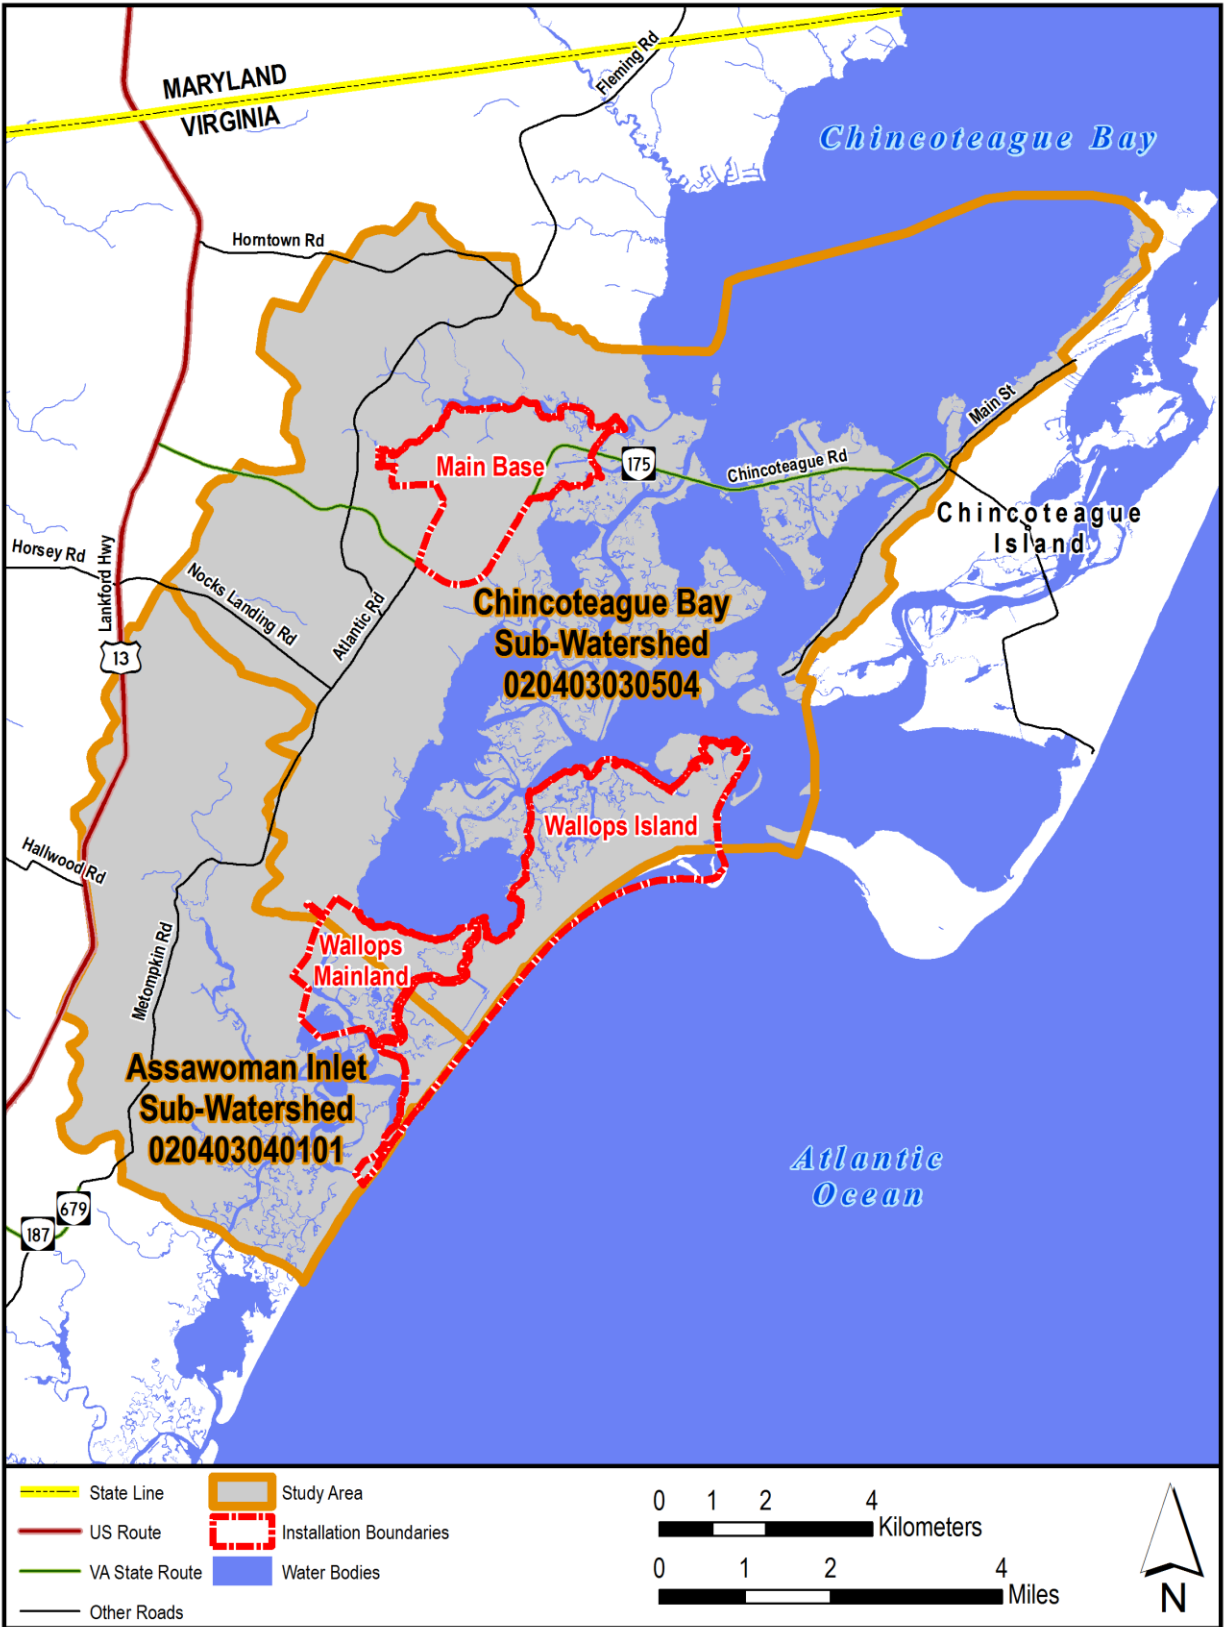 MARYLAND
VIRGINIA
Fleming Rd
Chincoteague Bay
Horntown Rd
Main St
Main Base
175
Chincoteague Rd
Chincoteague
Island
Horsey Rd
Lankford Hwy
Nocks Landing Rd
Atlantic Rd
13
Chincoteague Bay
Sub-Watershed
020403030504
Wallops Island
Hallwood Rd
Metompkin Rd
Wallops
Mainland
Assawoman Inlet
Sub-Watershed
020403040101
Atlantic
Ocean
679
187
State Line
US Route
VA State Route
Other Roads
Study Area
Installation Boundaries
Water Bodies
0 1 2 4
Kilometers
0 1 2 4
Miles
N